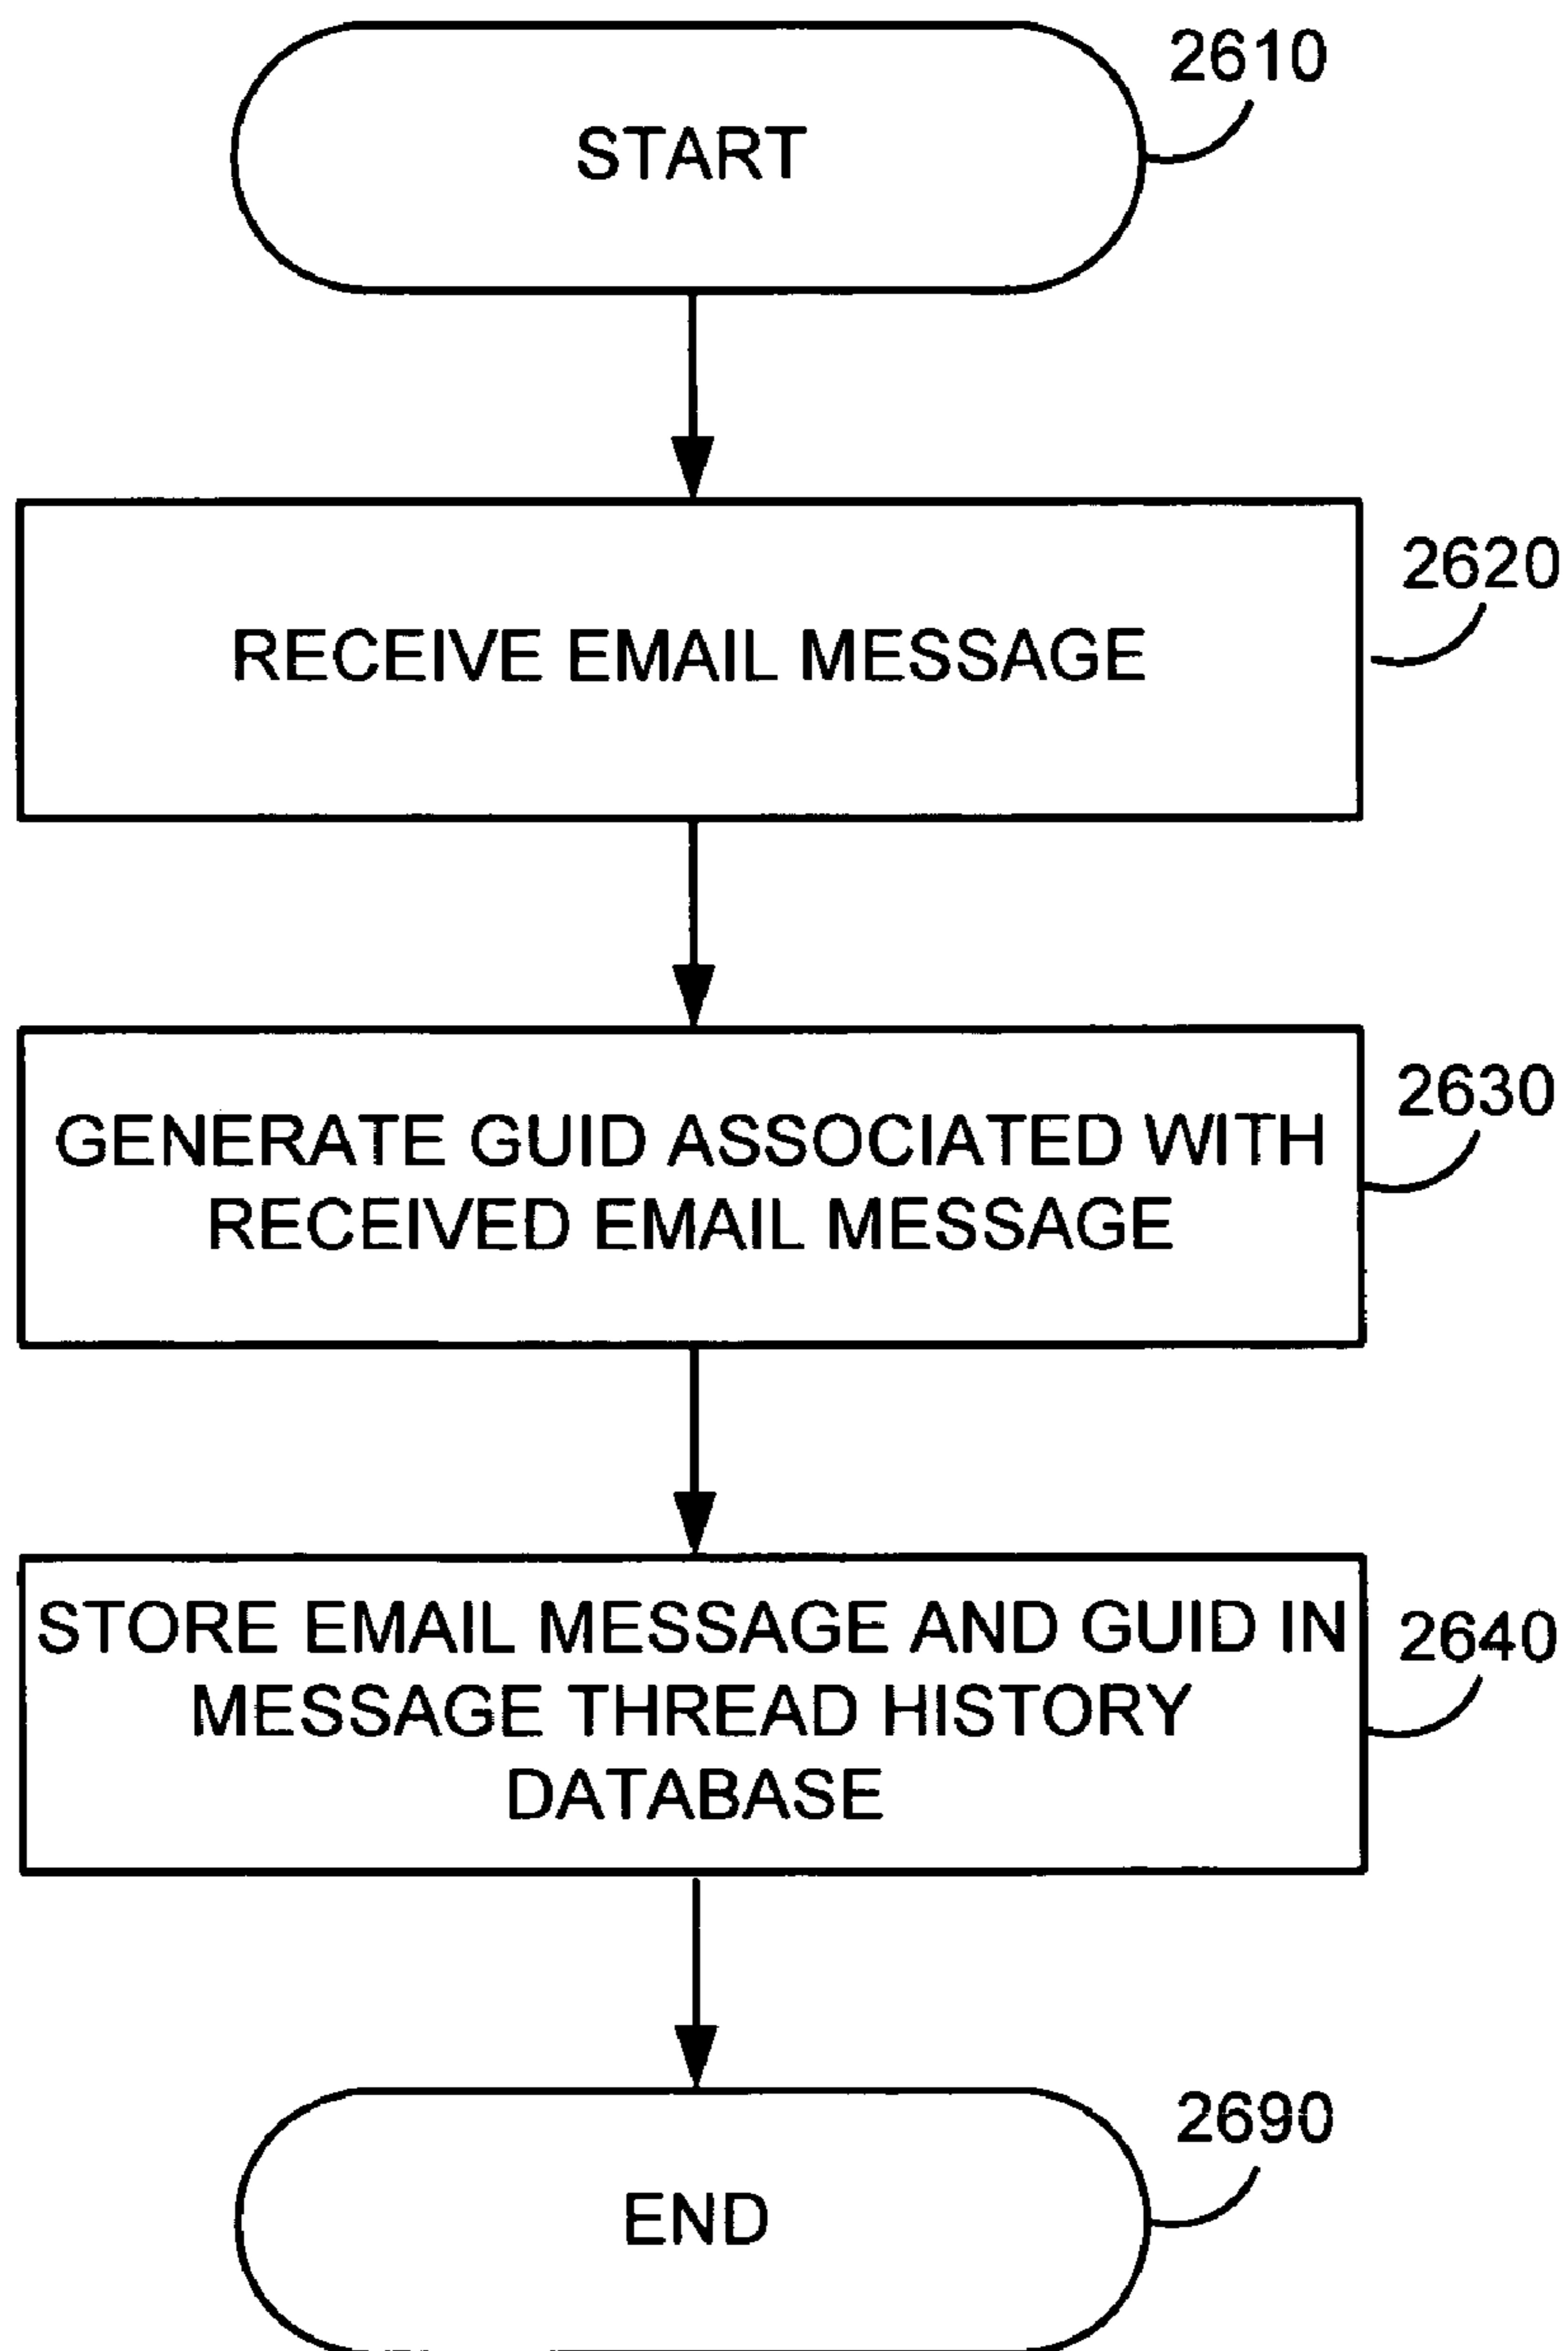 2610
START
2620
RECEIVE EMAIL MESSAGE
2630
GENERATE GUID ASSOCIATED WITH
RECEIVED EMAIL MESSAGE
STORE EMAIL MESSAGE AND GUID IN
2640
MESSAGE THREAD HISTORY
DATABASE
2690
END